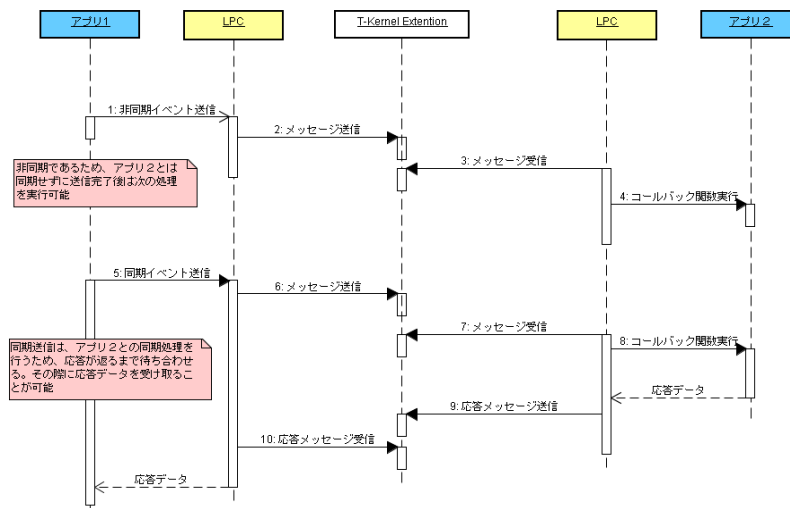 アプリ1
LPC
T-Kernel Extention
LPC
アプリ２
1: 非同期イベント送信
2: メッセージ送信
3: メッセージ受信
非同期であるため、アプリ２とは
同期せずに送信完了後は次の処理
を実行可能
4: コールバック関数実行
5: 同期イベント送信
6: メッセージ送信
7: メッセージ受信
同期送信は、アプリ２との同期処理を
行うため、応答が返るまで待ち合わせ
る。その際に応答データを受け取るこ
とが可能
8: コールバック関数実行
応答データ
9: 応答メッセージ送信
10: 応答メッセージ受信
応答データ